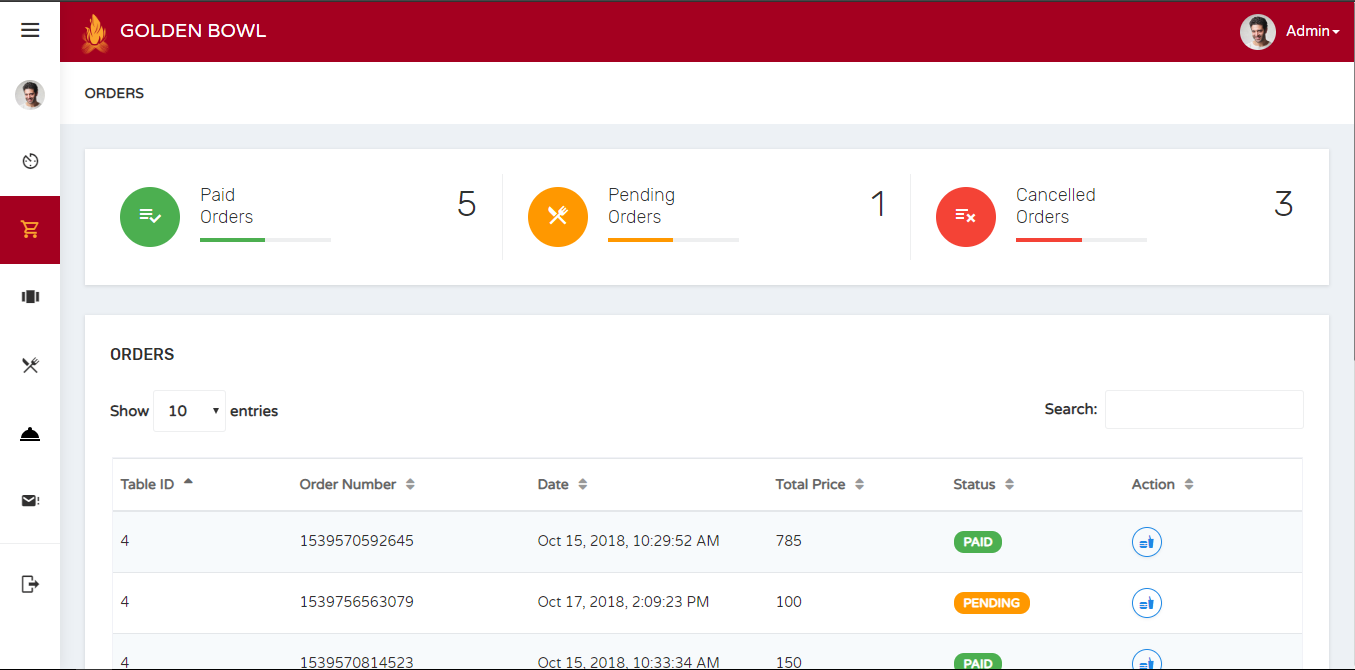 GOLDEN BOWL
Admin
ORDERS
Paid
Orders
5
Pending
Orders
1
Cancelled
Orders
3
ORDERS
Show 10 entries
Search:
Table ID Order Number Date Total Price Status Action
4 1539570592645 Oct 15, 2018, 10:29:52 AM 785 PAID
4 1539756563079 Oct 17, 2018, 2:09:23 PM 100 PENDING
4 1539570814523 Oct 15, 2018, 10:33:34 AM 150 PAID